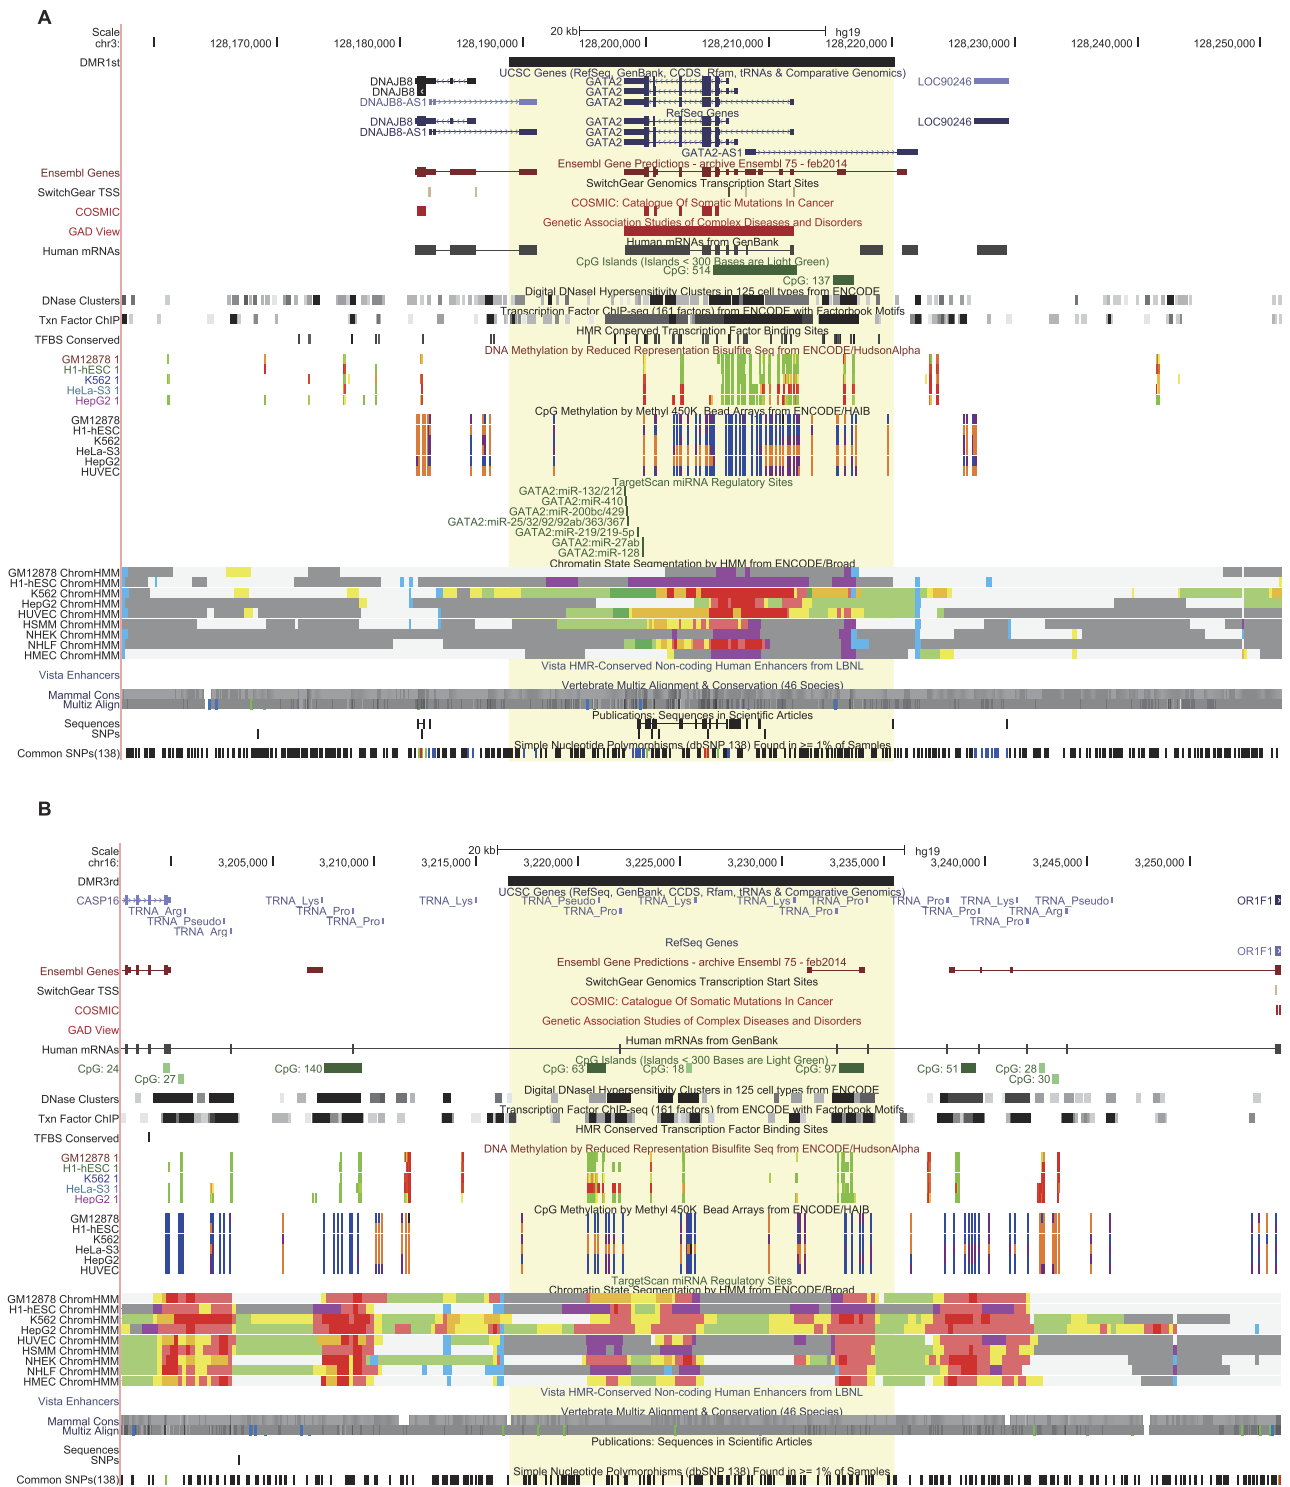 A
Scale
20 kb
hg19
chr3:
128,170,000
128,180,000
128,190,000
128,200,000
128,210,000
128,220,000
128,230,000
128,240,000
128,250,000
DMR1st
UCSC Genes (RefSeq, GenBank, CCDS, Rfam, tRNAs & Comparative Genomics)
DNAJB8
GATA2
LOC90246
DNAJB8
GATA2
DNAJB8-AS1
GATA2
RefSeq Genes
DNAJB8
GATA2
LOC90246
DNAJB8-AS1
GATA2
GATA2
GATA2-AS1
Ensembl Gene Predictions - archive Ensembl 75 - feb2014
Ensembl Genes
SwitchGear Genomics Transcription Start Sites
SwitchGear TSS
COSMIC: Catalogue Of Somatic Mutations In Cancer
COSMIC
Genetic Association Studies of Complex Diseases and Disorders
GAD View
Human mRNAs from GenBank
Human mRNAs
CpG Islands (Islands < 300 Bases are Light Green)
CpG: 514
CpG: 137
Digital DNaseI Hypersensitivity Clusters in 125 cell types from ENCODE
DNase Clusters
Transcription Factor ChIP-seq (161 factors) from ENCODE with Factorbook Motifs
Txn Factor ChIP
HMR Conserved Transcription Factor Binding Sites
TFBS Conserved
DNA Methylation by Reduced Representation Bisulfite Seq from ENCODE/HudsonAlpha
GM12878 1
H1-hESC 1
K562 1
HeLa-S3 1
HepG2 1
CpG Methylation by Methyl 450K Bead Arrays from ENCODE/HAIB
GM12878
H1-hESC
K562
HeLa-S3
HepG2
HUVEC
TargetScan miRNA Regulatory Sites
GATA2:miR-132/212
GATA2:miR-410
GATA2:miR-200bc/429
GATA2:miR-25/32/92/92ab/363/367
GATA2:miR-219/219-5p
GATA2:miR-27ab
GATA2:miR-128
Chromatin State Segmentation by HMM from ENCODE/Broad
GM12878 ChromHMM
H1-hESC ChromHMM
K562 ChromHMM
HepG2 ChromHMM
HUVEC ChromHMM
HSMM ChromHMM
NHEK ChromHMM
NHLF ChromHMM
HMEC ChromHMM
Vista HMR-Conserved Non-coding Human Enhancers from LBNL
Vista Enhancers
Vertebrate Multiz Alignment & Conservation (46 Species)
Mammal Cons
Multiz Align
Publications: Sequences in Scientific Articles
Sequences
SNPs
Simple Nucleotide Polymorphisms (dbSNP 138) Found in >= 1% of Samples
Common SNPs(138)
B
Scale
20 kb
hg19
chr16:
3,205,000
3,210,000
3,215,000
3,220,000
3,225,000
3,230,000
3,235,000
3,240,000
3,245,000
3,250,000
DMR3rd
UCSC Genes (RefSeq, GenBank, CCDS, Rfam, tRNAs & Comparative Genomics)
CASP16
TRNA_Lys
TRNA_Lys
TRNA_Pseudo
TRNA_Lys
TRNA_Lys
TRNA_Pro
TRNA_Pro
TRNA_Lys
TRNA_Pseudo
OR1F1
TRNA_Arg
TRNA_Pro
TRNA_Pro
TRNA_Pro
TRNA_Pro
TRNA_Arg
TRNA_Pseudo
TRNA_Pro
TRNA_Pro
TRNA_Arg
RefSeq Genes
OR1F1
Ensembl Gene Predictions - archive Ensembl 75 - feb2014
Ensembl Genes
SwitchGear Genomics Transcription Start Sites
SwitchGear TSS
COSMIC: Catalogue Of Somatic Mutations In Cancer
COSMIC
Genetic Association Studies of Complex Diseases and Disorders
GAD View
Human mRNAs from GenBank
Human mRNAs
CpG Islands (Islands < 300 Bases are Light Green)
CpG: 24
CpG: 140
CpG: 63
CpG: 18
CpG: 97
CpG: 51
CpG: 28
CpG: 27
CpG: 30
Digital DNaseI Hypersensitivity Clusters in 125 cell types from ENCODE
DNase Clusters
Transcription Factor ChIP-seq (161 factors) from ENCODE with Factorbook Motifs
Txn Factor ChIP
HMR Conserved Transcription Factor Binding Sites
TFBS Conserved
DNA Methylation by Reduced Representation Bisulfite Seq from ENCODE/HudsonAlpha
GM12878 1
H1-hESC 1
K562 1
HeLa-S3 1
HepG2 1
CpG Methylation by Methyl 450K Bead Arrays from ENCODE/HAIB
GM12878
H1-hESC
K562
HeLa-S3
HepG2
HUVEC
TargetScan miRNA Regulatory Sites
Chromatin State Segmentation by HMM from ENCODE/Broad
GM12878 ChromHMM
H1-hESC ChromHMM
K562 ChromHMM
HepG2 ChromHMM
HUVEC ChromHMM
HSMM ChromHMM
NHEK ChromHMM
NHLF ChromHMM
HMEC ChromHMM
Vista HMR-Conserved Non-coding Human Enhancers from LBNL
Vista Enhancers
Vertebrate Multiz Alignment & Conservation (46 Species)
Mammal Cons
Multiz Align
Publications: Sequences in Scientific Articles
Sequences
SNPs
Simple Nucleotide Polymorphisms (dbSNP 138) Found in >= 1% of Samples
Common SNPs(138)